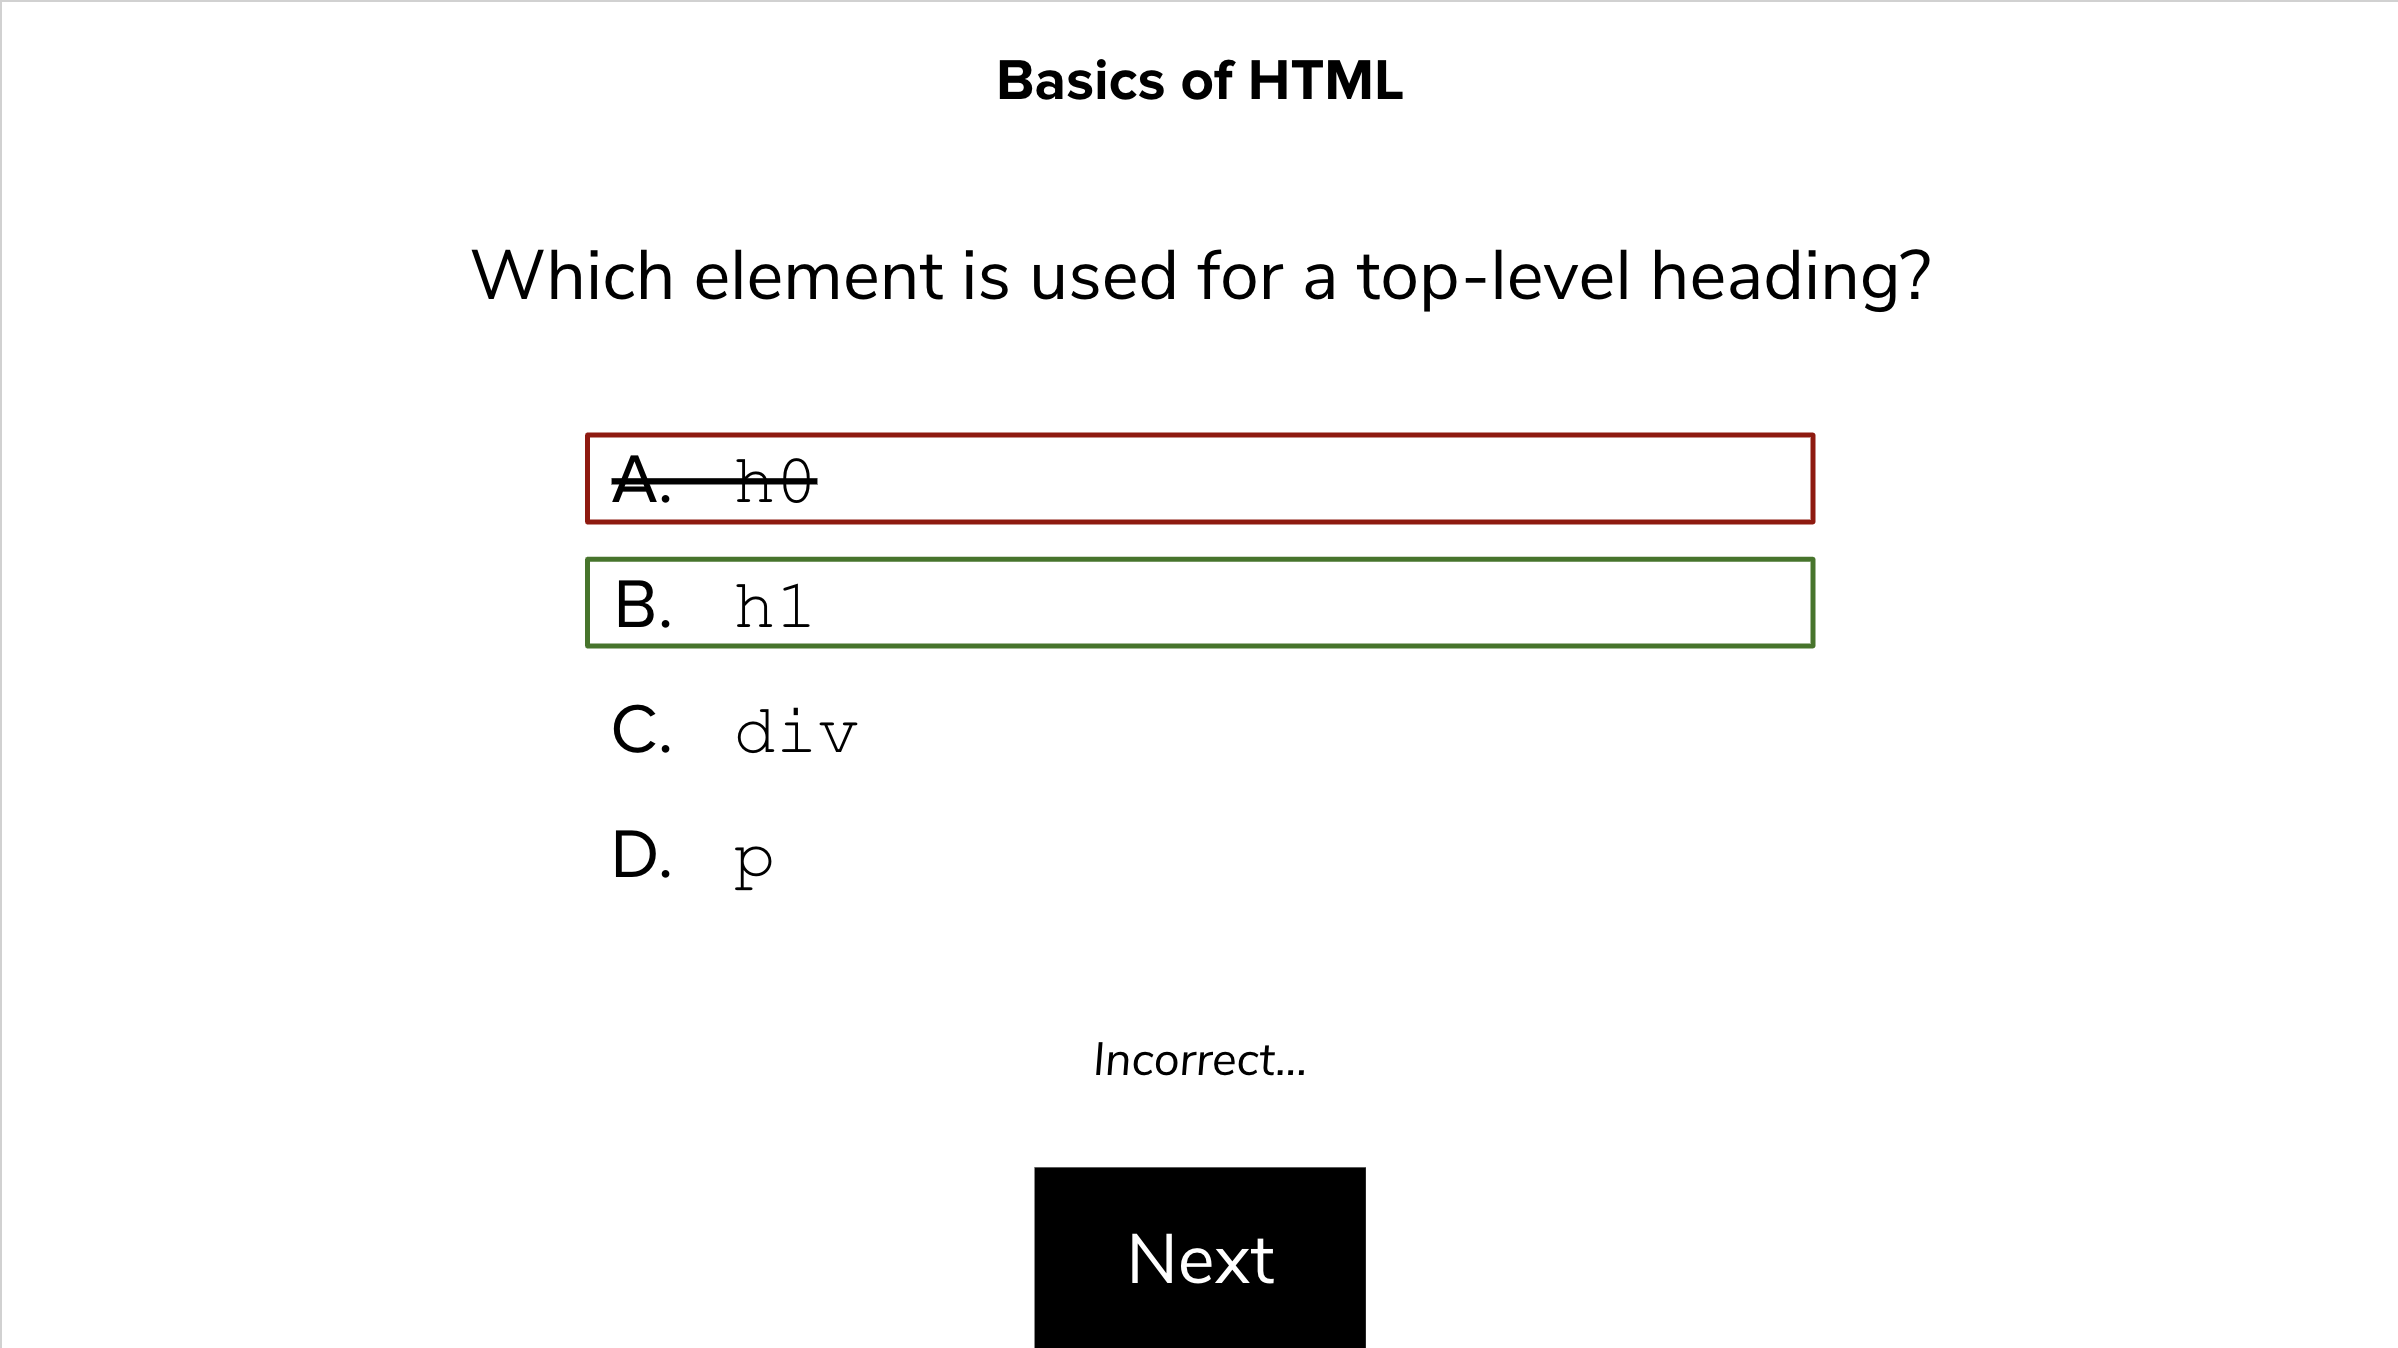 Basics of HTML
Which element is used for a top-level heading?
A. h0
B. h1
C. div
D. p
Incorrect...
Next